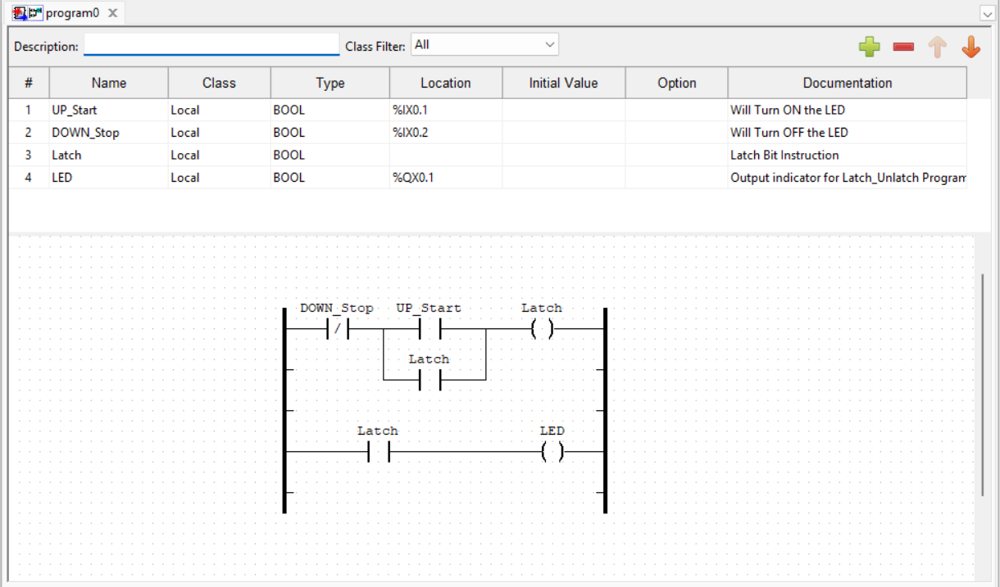 program0
Description: Class Filter: All
# Name Class Type Location Initial Value Option Documentation
1 UP_Start Local BOOL %IX0.1 Will Turn ON the LED
2 DOWN_Stop Local BOOL %IX0.2 Will Turn OFF the LED
3 Latch Local BOOL Latch Bit Instruction
4 LED Local BOOL %QX0.1 Output indicator for Latch_Unlatch Program
DOWN_Stop UP_Start Latch
Latch
Latch LED